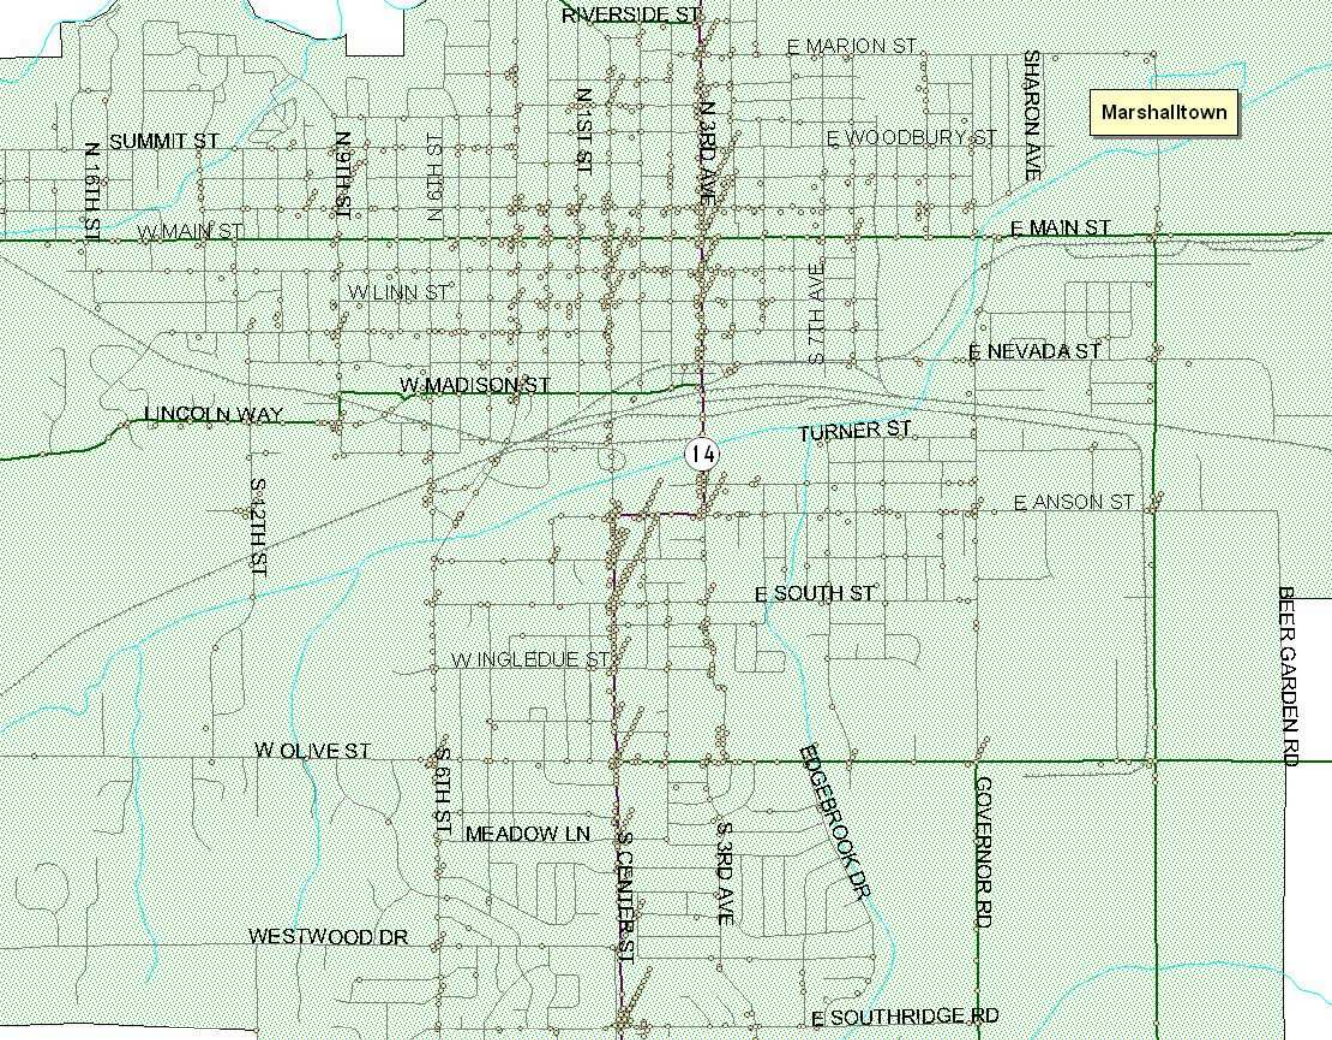 RIVERSIDE ST
E MARION ST
SHARON AVE
Marshalltown
N 1ST ST
N 3RD AVE
SUMMIT ST
N 16TH ST
N 9TH ST
N 6TH ST
E WOODBURY ST
W MAIN ST
E MAIN ST
W LINN ST
S 7TH AVE
E NEVADA ST
W MADISON ST
LINCOLN WAY
TURNER ST
14
S 12TH ST
E ANSON ST
E SOUTH ST
BEER GARDEN RD
W INGLEDUE ST
W OLIVE ST
S 6TH ST
EDGEBROOK DR
GOVERNOR RD
MEADOW LN
S CENTER ST
S 3RD AVE
WESTWOOD DR
E SOUTHRIDGE RD